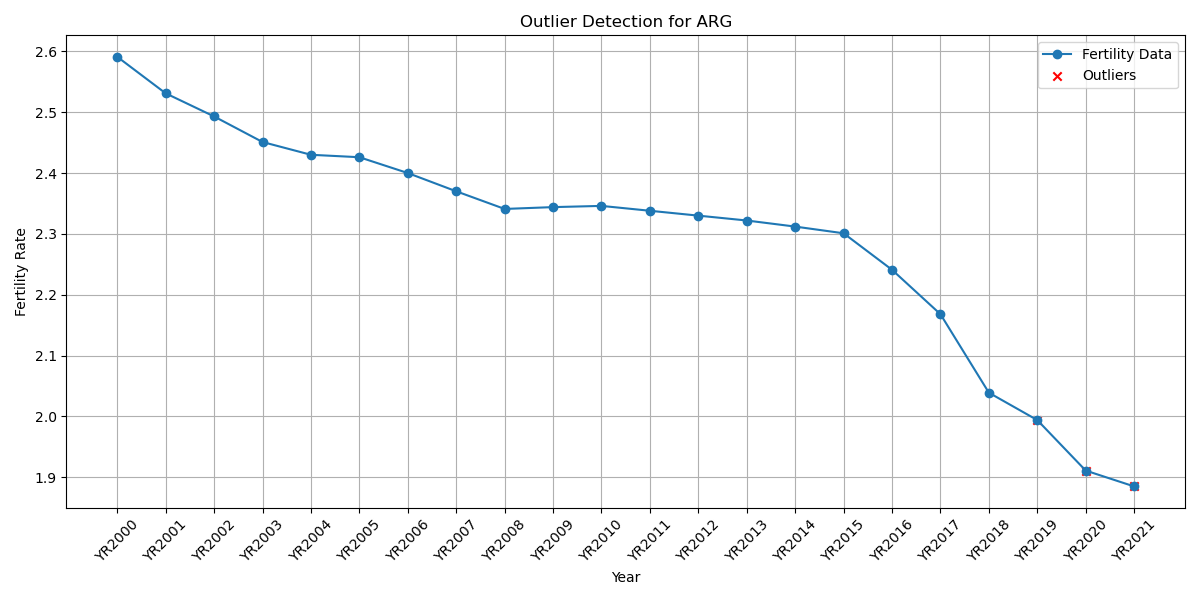 Outlier Detection for ARG
Fertility Data
Outliers
Fertility Rate
2.6
2.5
2.4
2.3
2.2
2.1
2.0
1.9
YR2000
YR2001
YR2002
YR2003
YR2004
YR2005
YR2006
YR2007
YR2008
YR2009
YR2010
YR2011
YR2012
YR2013
YR2014
YR2015
YR2016
YR2017
YR2018
YR2019
YR2020
YR2021
Year